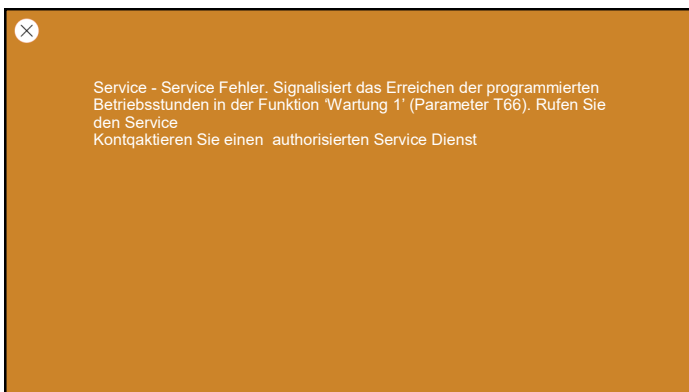 Service - Service Fehler. Signalisiert das Erreichen der programmierten
Betriebsstunden in der Funktion ‘Wartung 1’ (Parameter T66). Rufen Sie
den Service
Kontqaktieren Sie einen  authorisierten Service Dienst